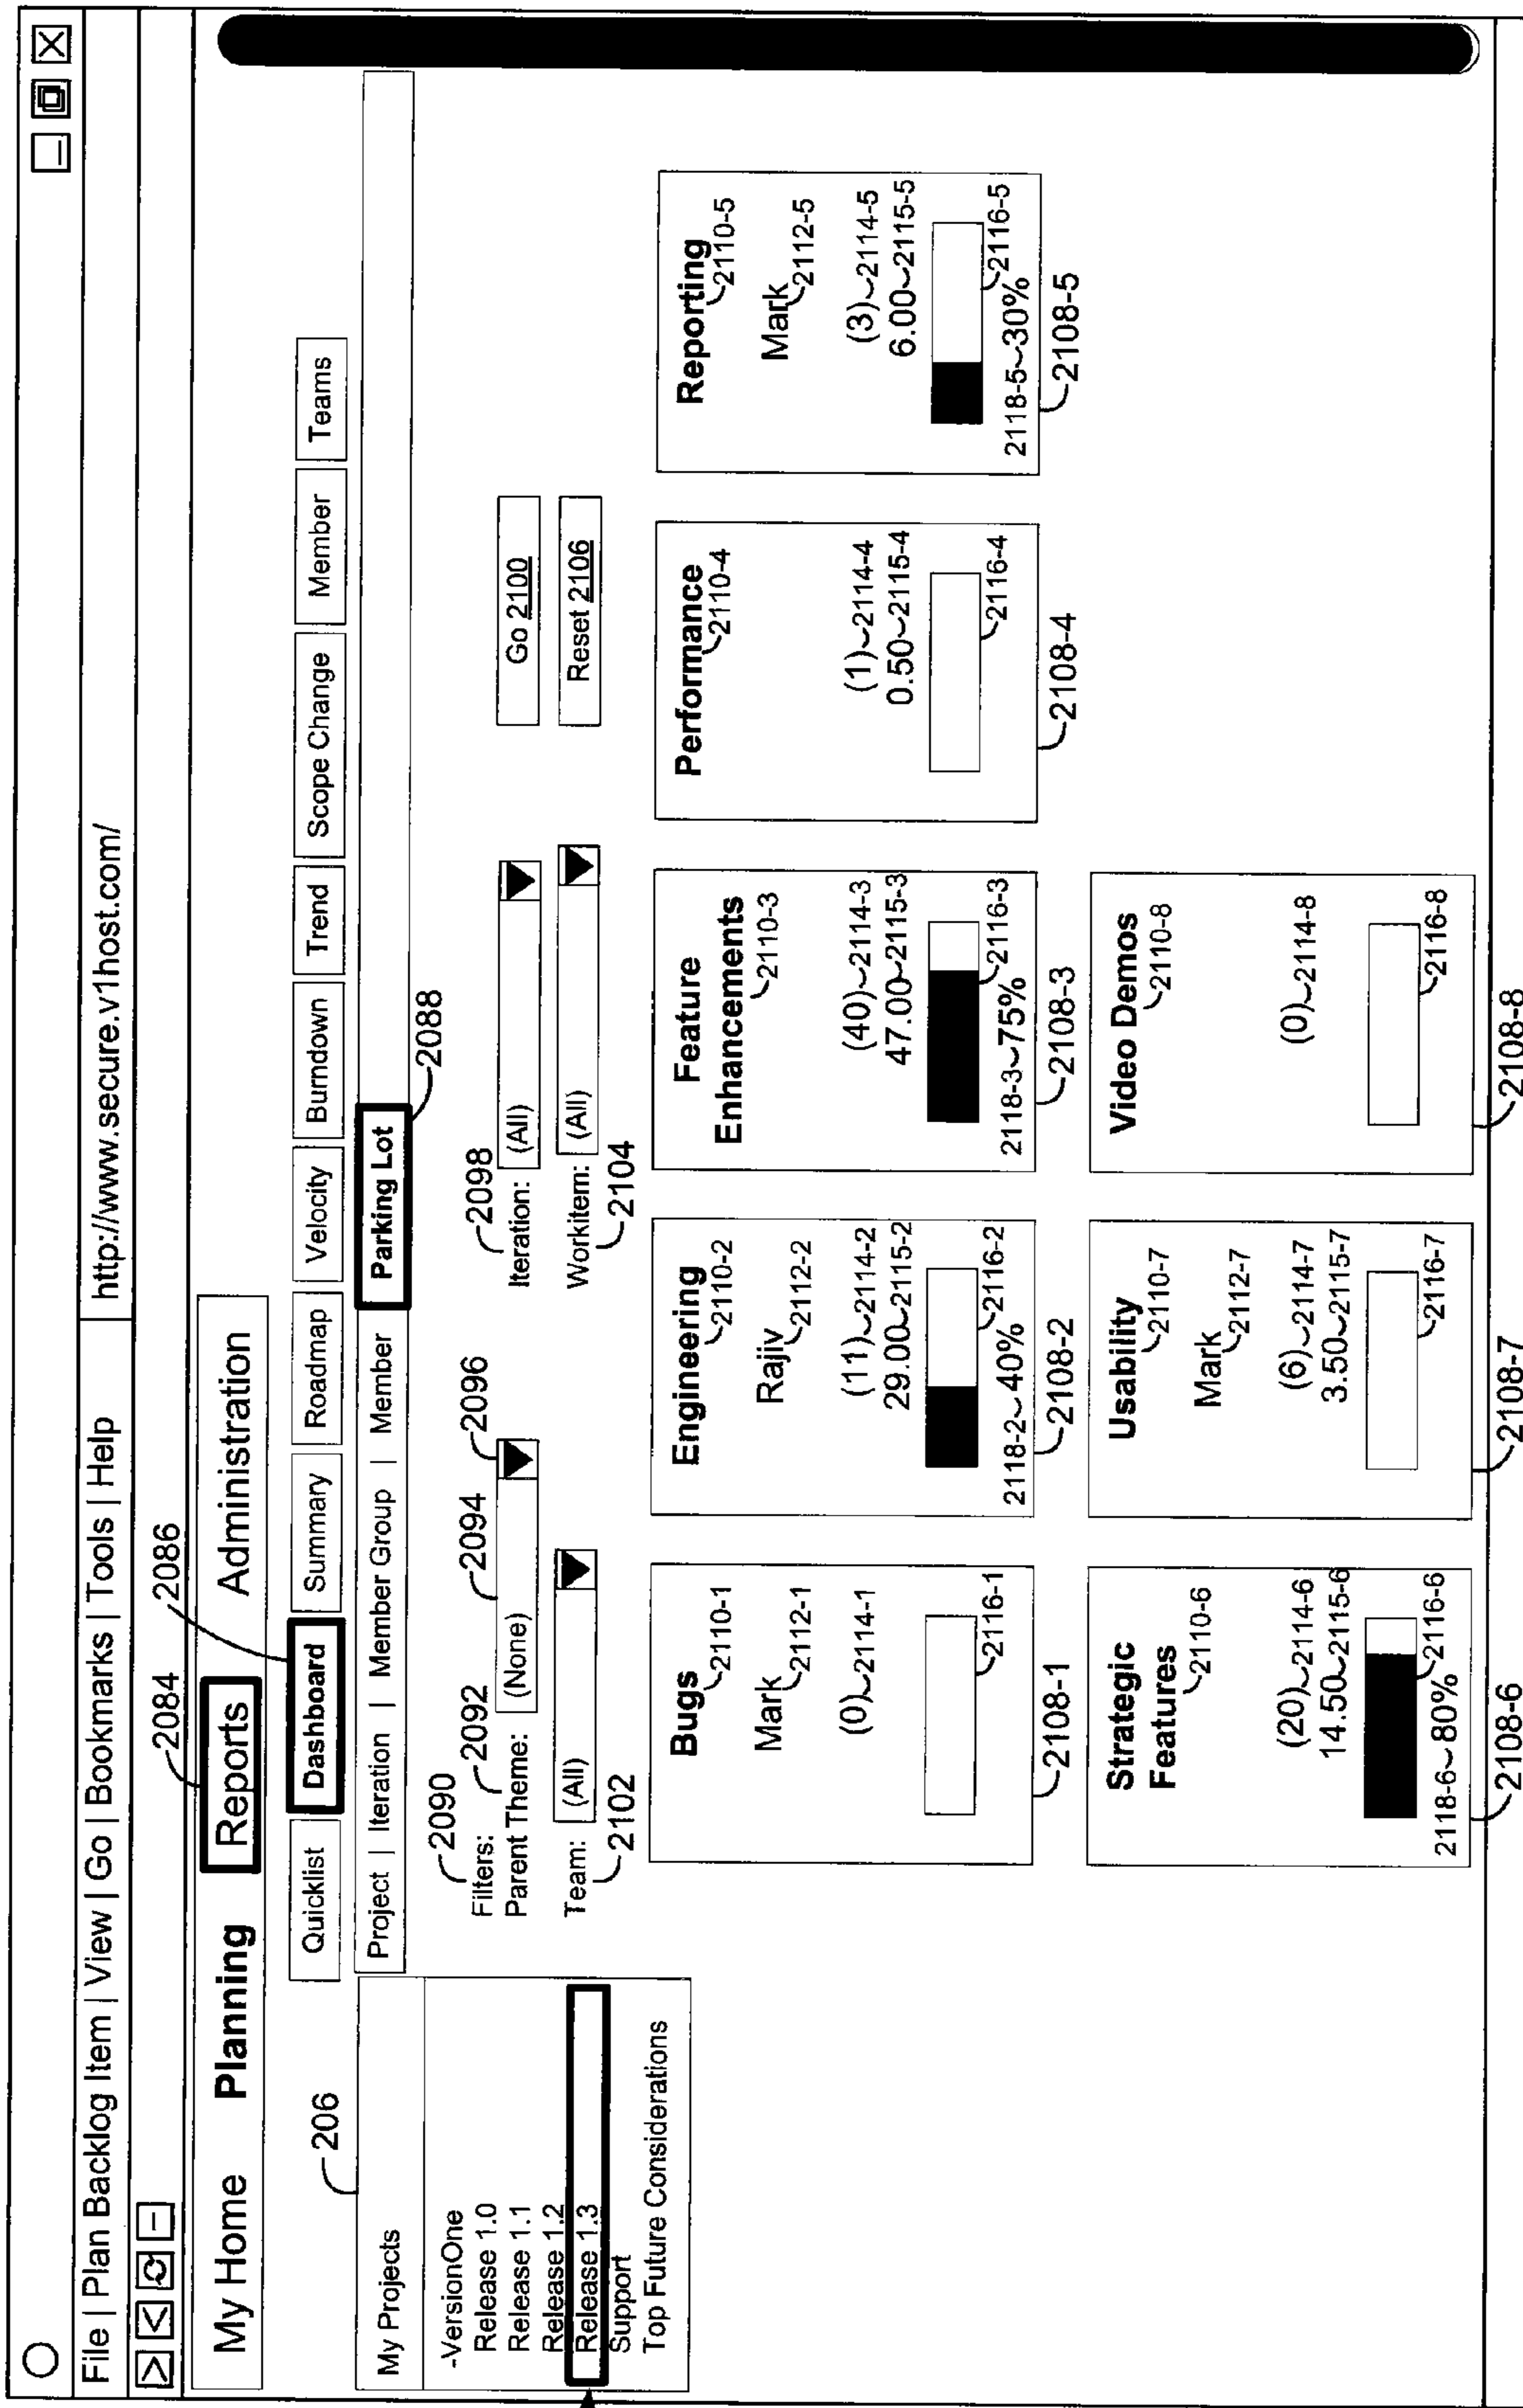 File | Plan Backlog Item | View | Go | Bookmarks | Tools | Help http://www.secure.v1host.com/
2084
2086
My Home Planning Reports Administration
Quicklist Dashboard Summary Roadmap Velocity Burndown Trend Scope Change Member Teams
Project | Iteration | Member Group | Member Parking Lot
2088
206
My Projects
-VersionOne
Release 1.0
Release 1.1
Release 1.2
Release 1.3
Support
Top Future Considerations
2090 2092 2094 2096 2098
Filters:
Parent Theme: (None) Iteration: (All) Go 2100
Team: (All) Workitem: (All) Reset 2106
2102 2104
Bugs
2110-1
Mark
2112-1
(0) 2114-1
2116-1
2108-1
Engineering
2110-2
Rajiv
2112-2
(11) 2114-2
29.00 2115-2
2116-2
2118-2 40%
2108-2
Feature
Enhancements
2110-3
(40) 2114-3
47.00 2115-3
2116-3
2118-3 75%
2108-3
Performance
2110-4
(1) 2114-4
0.50 2115-4
2116-4
2108-4
Reporting
2110-5
Mark
2112-5
(3) 2114-5
6.00 2115-5
2116-5
2118-5 30%
2108-5
Strategic
Features
2110-6
(20) 2114-6
14.50 2115-6
2116-6
2118-6 80%
2108-6
Usability
2110-7
Mark
2112-7
(6) 2114-7
3.50 2115-7
2116-7
2108-7
Video Demos
2110-8
(0) 2114-8
2116-8
2108-8